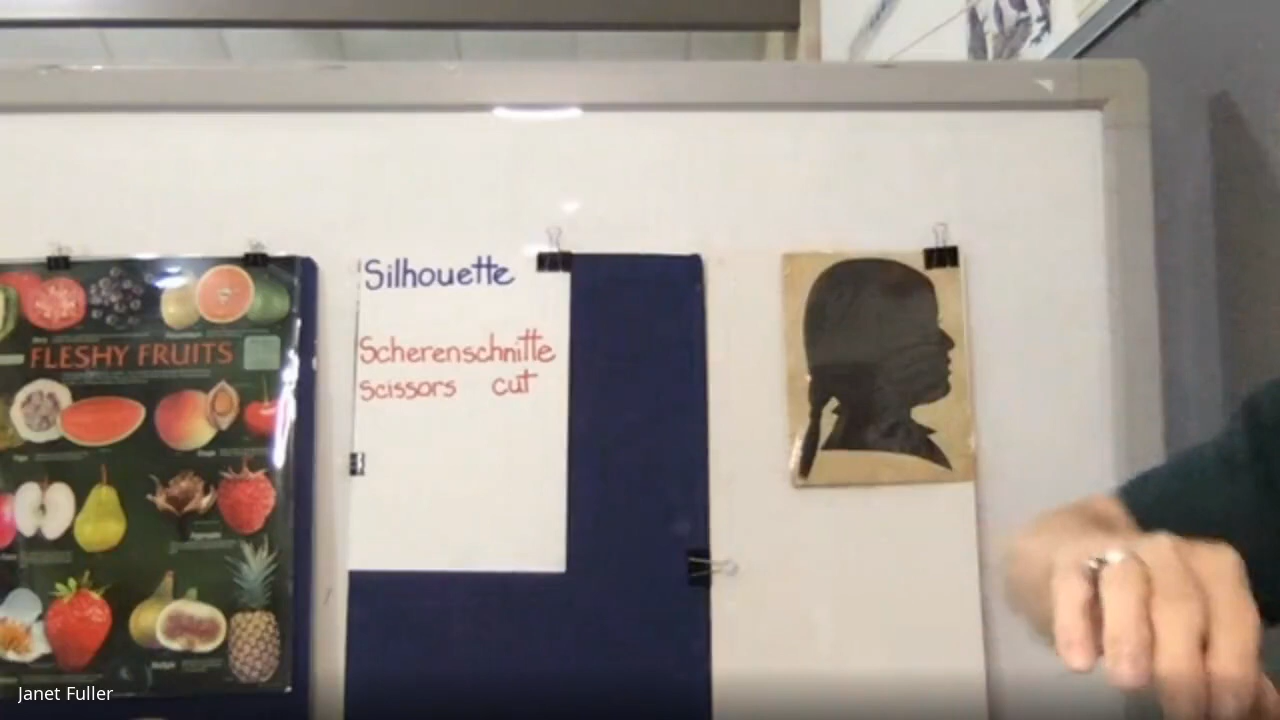 Silhouette
Scherenschnitte
scissors cut
FLESHY FRUITS
Janet Fuller